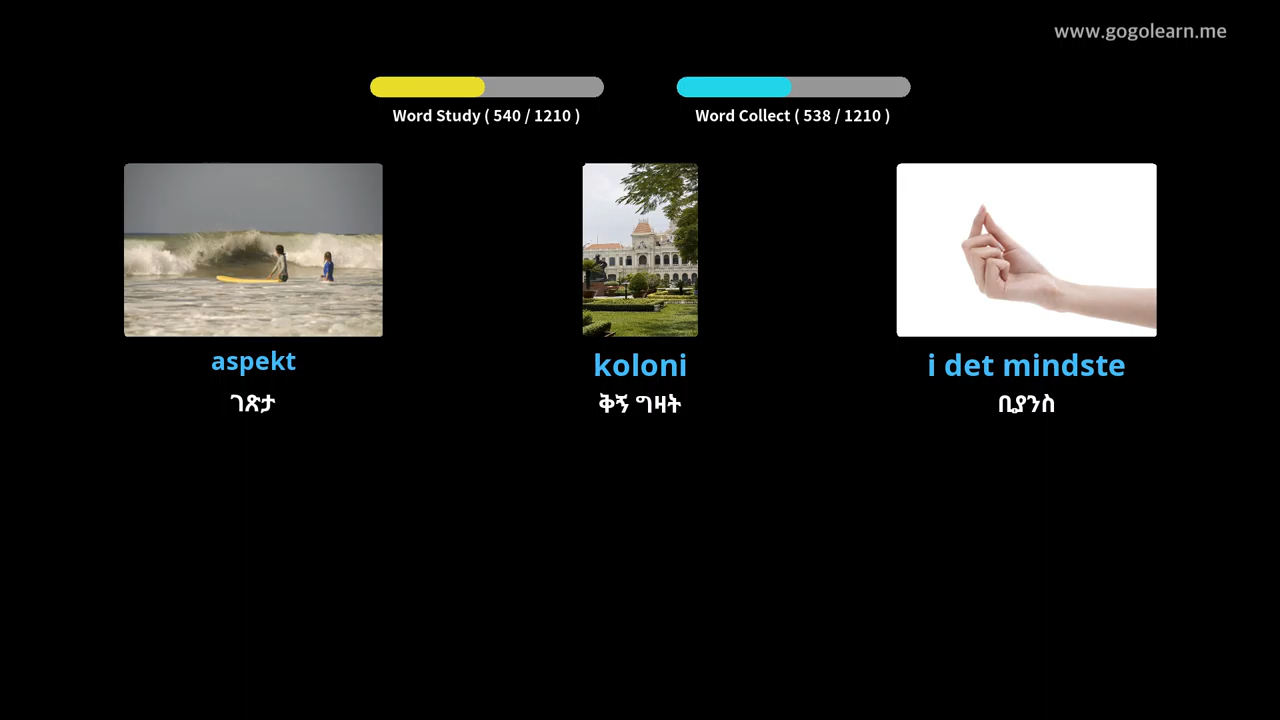 www.gogolearn.me
Word Study ( 540 / 1210 )
Word Collect ( 538 / 1210 )
aspekt
koloni
i det mindste
ገጽታ
ቅኝ ግዛት
ቢያንስ